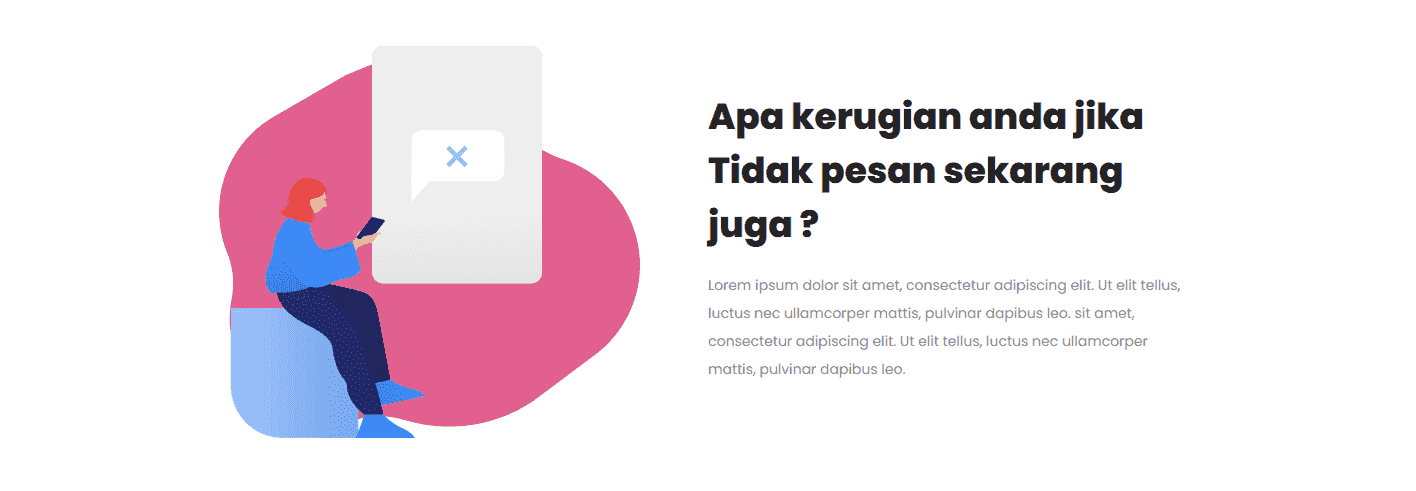 Apa kerugian anda jika
Tidak pesan sekarang
juga ?
Lorem ipsum dolor sit amet, consectetur adipiscing elit. Ut elit tellus,
luctus nec ullamcorper mattis, pulvinar dapibus leo. sit amet,
consectetur adipiscing elit. Ut elit tellus, luctus nec ullamcorper
mattis, pulvinar dapibus leo.